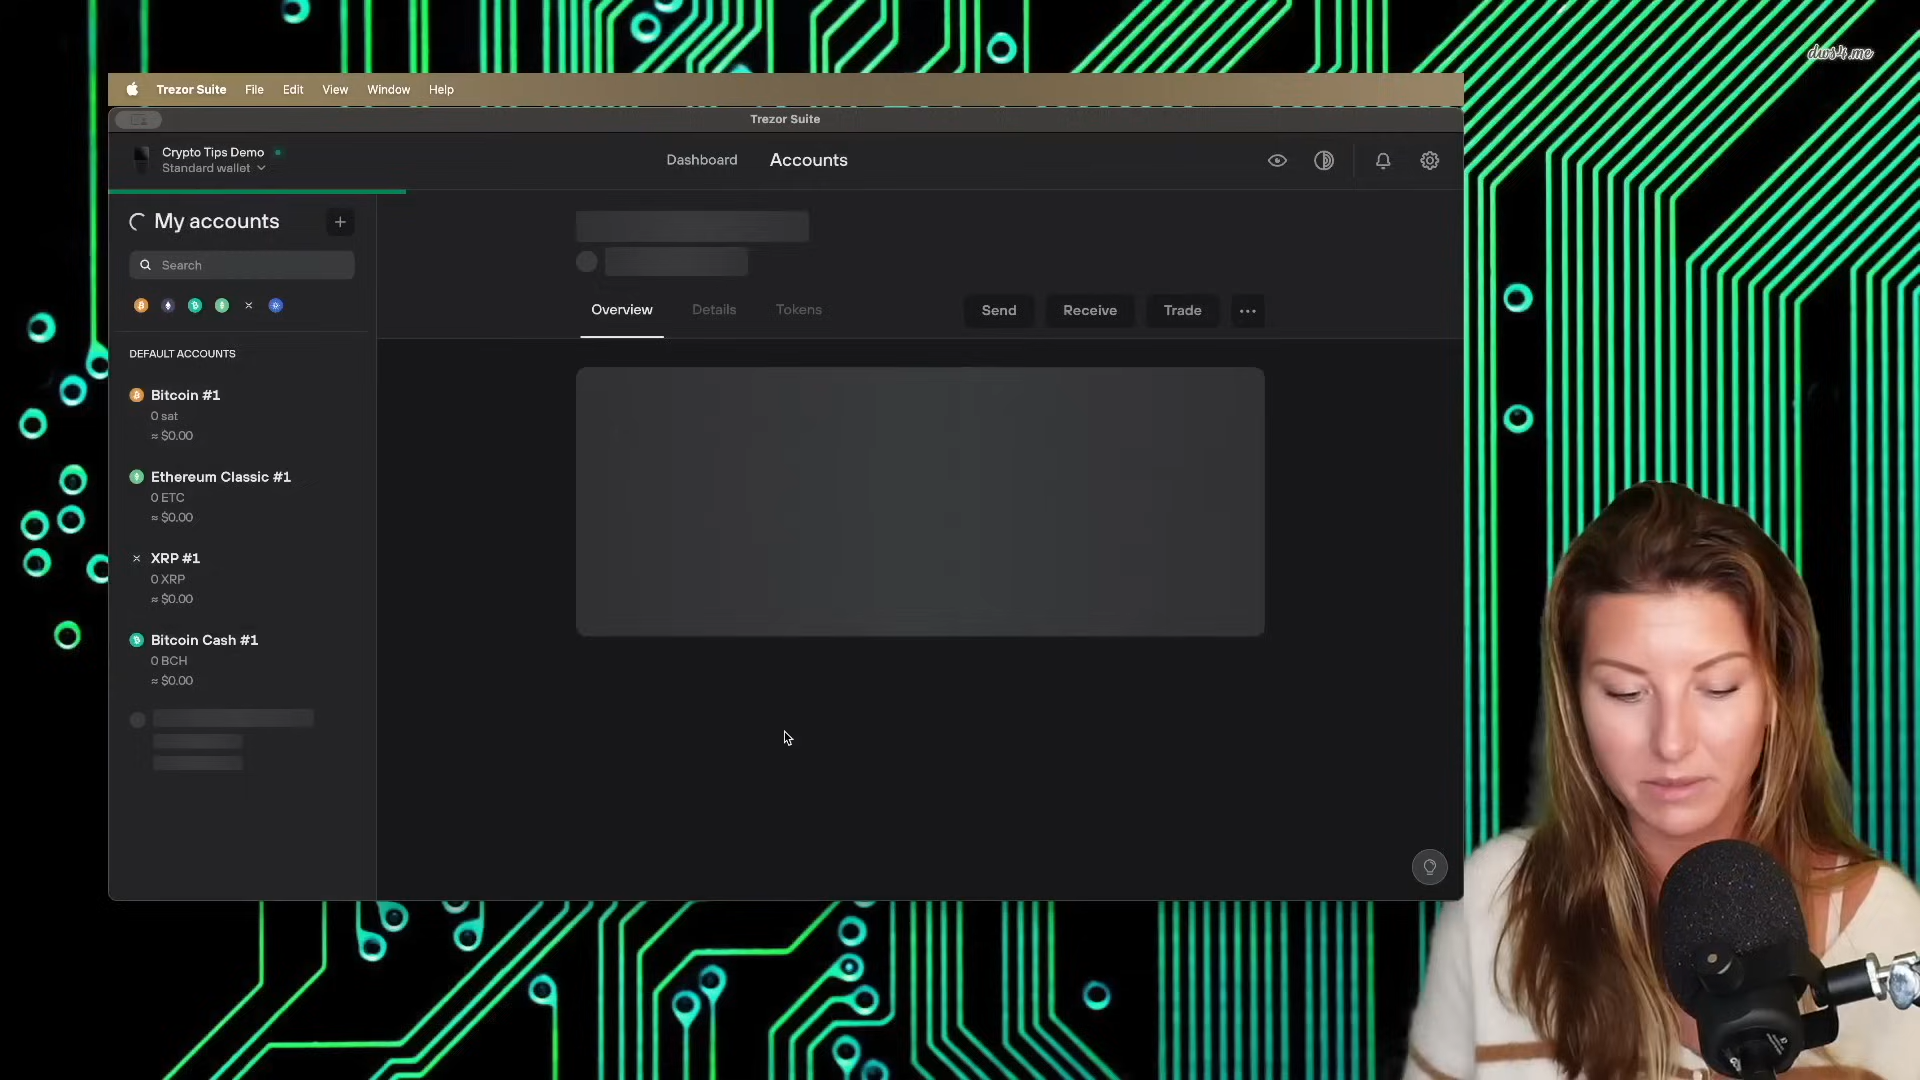 dws4.me
Trezor Suite File Edit View Window Help
Trezor Suite
Crypto Tips Demo
Standard wallet
Dashboard Accounts
My accounts
Search
Overview Details Tokens Send Receive Trade
DEFAULT ACCOUNTS
Bitcoin #1
0 sat
≈ $0.00
Ethereum Classic #1
0 ETC
≈ $0.00
XRP #1
0 XRP
≈ $0.00
Bitcoin Cash #1
0 BCH
≈ $0.00